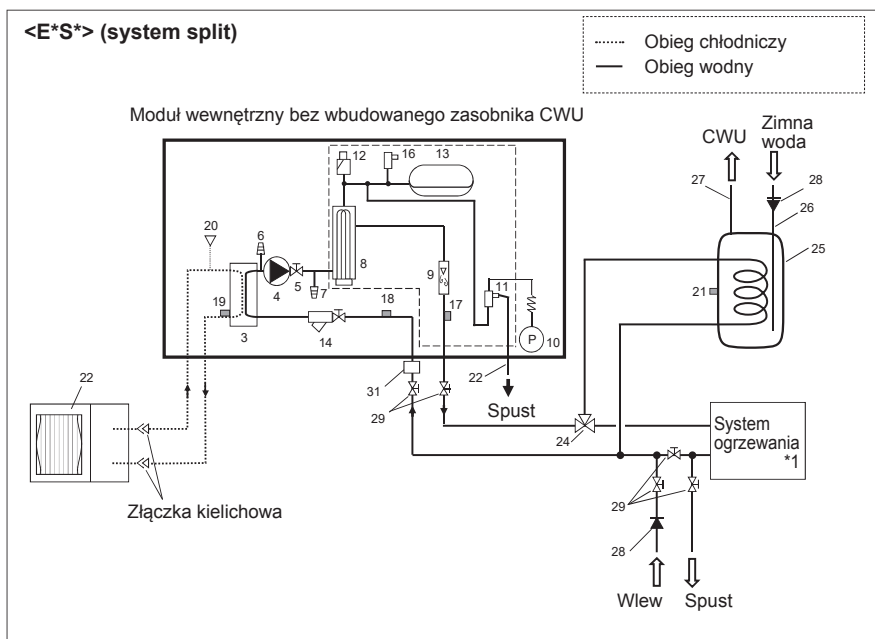 <E*S*> (system split)
Obieg chłodniczy
Obieg wodny
Moduł wewnętrzny bez wbudowanego zasobnika CWU
CWU
Zimna
woda
12
16
13
27
28
26
20
6
25
8
9
11
4
5
7
17
21
19
18
3
14
10
P
22
31
22
29
Spust
24
System
ogrzewania
*1
29
Złączka kielichowa
28
Wlew
Spust